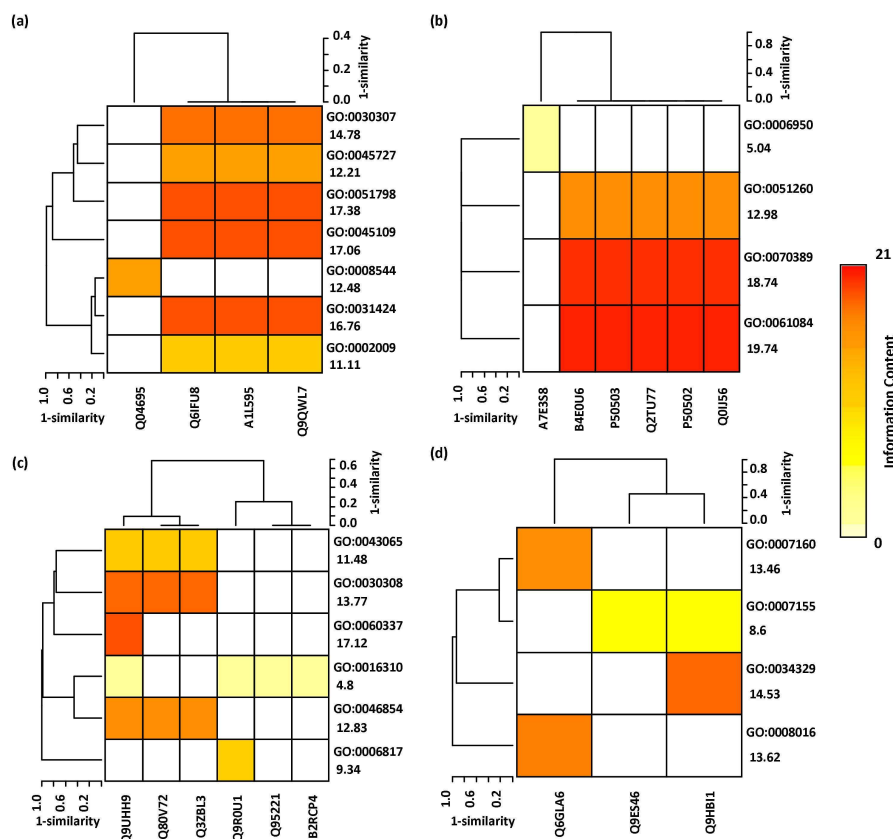 (a)
0.4
0.2
0.0
1-similarity
GO:0030307
14.78
GO:0045727
12.21
GO:0051798
17.38
GO:0045109
17.06
GO:0008544
12.48
GO:0031424
16.76
GO:0002009
11.11
1.0
0.6
0.2
1-similarity
Q04695
Q6IFU8
A1L595
Q9QWL7
(b)
0.8
0.4
0.0
1-similarity
GO:0006950
5.04
GO:0051260
12.98
GO:0070389
18.74
GO:0061084
19.74
1.0
0.6
0.2
1-similarity
A7E3S8
B4E0U6
P50503
Q2TU77
P50502
Q0IJ56
21
Information Content
0
(c)
0.6
0.4
0.2
0.0
1-similarity
GO:0043065
11.48
GO:0030308
13.77
GO:0060337
17.12
GO:0016310
4.8
GO:0046854
12.83
GO:0006817
9.34
1.0
0.6
0.2
1-similarity
Q9UHH9
Q80V72
Q3ZBL3
Q9R0U1
Q95221
B2RCP4
(d)
0.8
0.4
0.0
1-similarity
GO:0007160
13.46
GO:0007155
8.6
GO:0034329
14.53
GO:0008016
13.62
1.0
0.6
0.2
1-similarity
Q6GLA6
Q9ES46
Q9HBI1